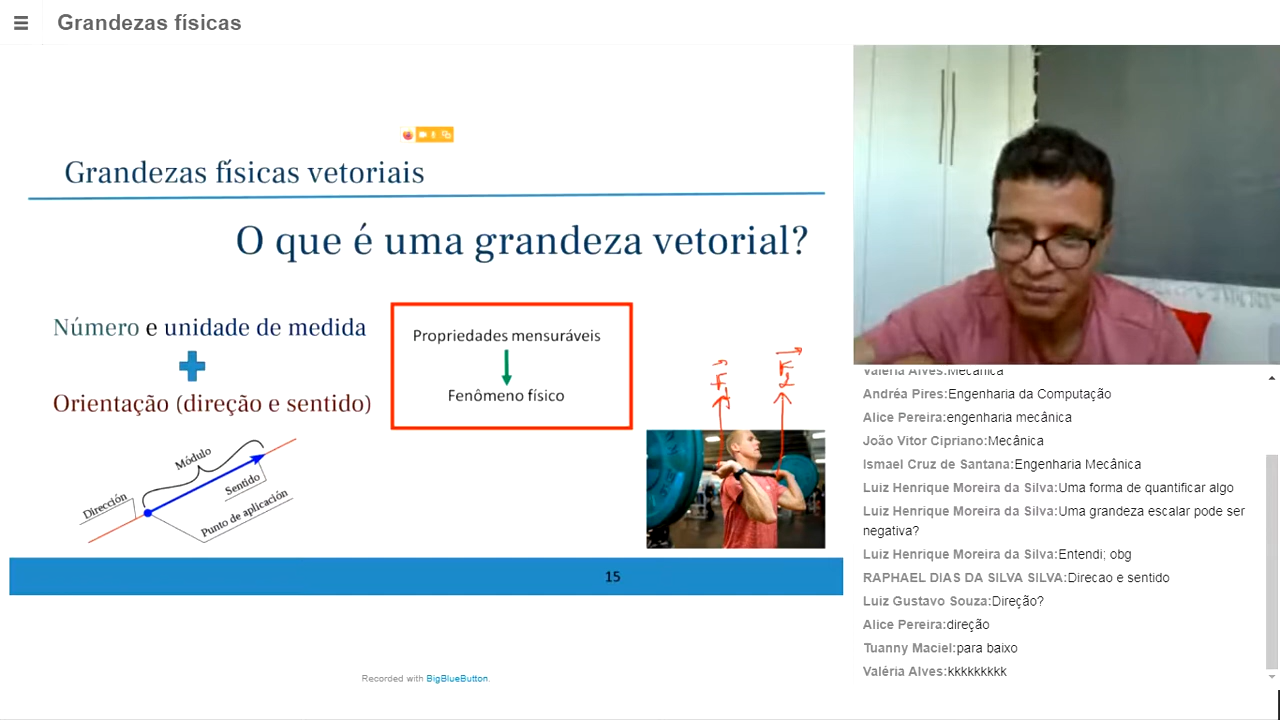 Grandezas físicas
Grandezas físicas vetoriais
O que é uma grandeza vetorial?
Número e unidade de medida
Orientação (direção e sentido)
Propriedades mensuráveis
Fenômeno físico
F1
F2
Módulo
Dirección
Sentido
Punto de aplicación
15
Recorded with BigBlueButton.
Valéria Alves:Mecânica
Andréa Pires:Engenharia da Computação
Alice Pereira:engenharia mecânica
João Vitor Cipriano:Mecânica
Ismael Cruz de Santana:Engenharia Mecânica
Luiz Henrique Moreira da Silva:Uma forma de quantificar algo
Luiz Henrique Moreira da Silva:Uma grandeza escalar pode ser
negativa?
Luiz Henrique Moreira da Silva:Entendi; obg
RAPHAEL DIAS DA SILVA SILVA:Direcao e sentido
Luiz Gustavo Souza:Direção?
Alice Pereira:direção
Tuanny Maciel:para baixo
Valéria Alves:kkkkkkkkk